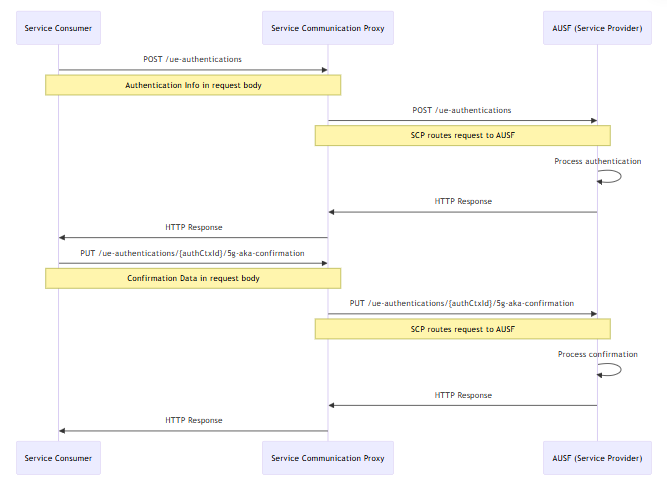 Service Consumer
Service Communication Proxy
AUSF (Service Provider)
POST /ue-authentications
Authentication Info in request body
POST /ue-authentications
SCP routes request to AUSF
Process authentication
HTTP Response
HTTP Response
PUT /ue-authentications/{authCtxId}/5g-aka-confirmation
Confirmation Data in request body
PUT /ue-authentications/{authCtxId}/5g-aka-confirmation
SCP routes request to AUSF
Process confirmation
HTTP Response
HTTP Response
Service Consumer
Service Communication Proxy
AUSF (Service Provider)